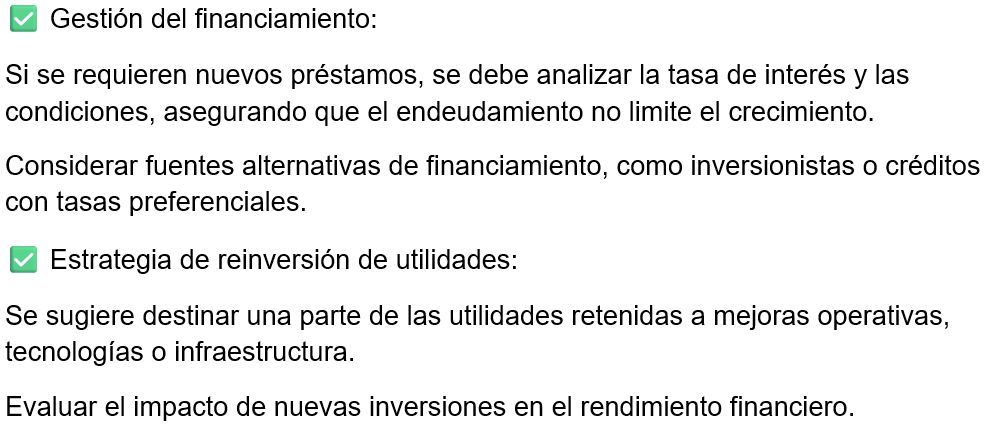 ✅ Gestión del financiamiento:
Si se requieren nuevos préstamos, se debe analizar la tasa de interés y las
condiciones, asegurando que el endeudamiento no limite el crecimiento.
Considerar fuentes alternativas de financiamiento, como inversionistas o créditos
con tasas preferenciales.
✅ Estrategia de reinversión de utilidades:
Se sugiere destinar una parte de las utilidades retenidas a mejoras operativas,
tecnologías o infraestructura.
Evaluar el impacto de nuevas inversiones en el rendimiento financiero.